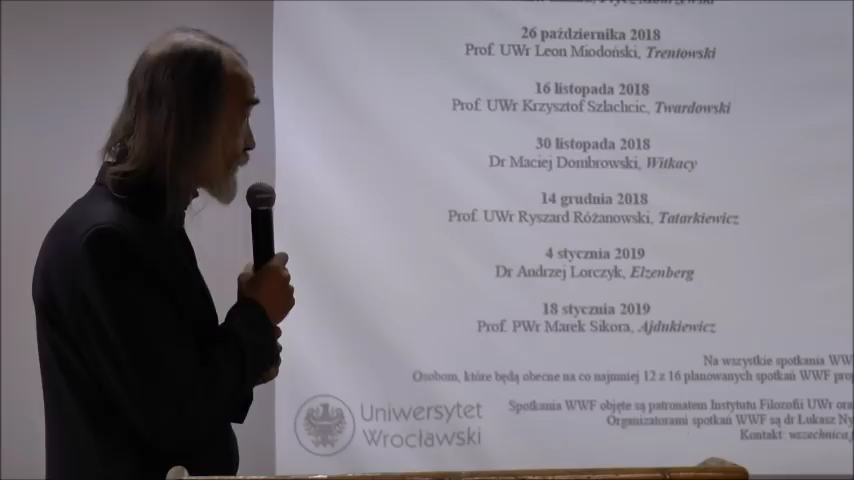 26 października 2018
Prof. UWr Leon Miodoński, Trentowski
16 listopada 2018
Prof. UWr Krzysztof Szlachcic, Twardowski
30 listopada 2018
Dr Maciej Dombrowski, Witkacy
14 grudnia 2018
Prof. UWr Ryszard Różanowski, Tatarkiewicz
4 stycznia 2019
Dr Andrzej Lorczyk, Elzenberg
18 stycznia 2019
Prof. PWr Marek Sikora, Ajdukiewicz
Na wszystkie spotkania WW
Osobom, które będą obecne na co najmniej 12 z 16 planowanych spotkań WWF
Spotkania WWF objęte są patronatem Instytutu Filozofii UWr
Organizatorami spotkań WWF są dr Łukasz Ny
Kontakt: wszechnica
Uniwersytet
Wrocławski